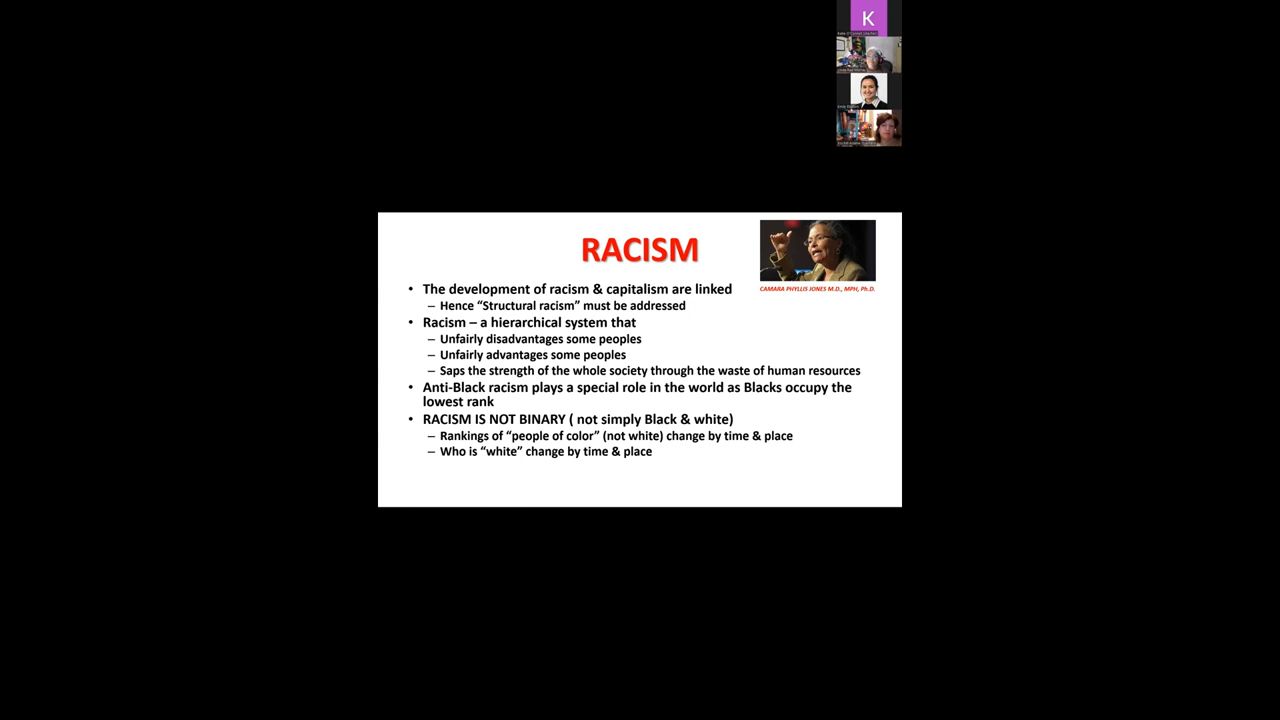 K
RACISM
CAMARA PHYLLIS JONES M.D., MPH, Ph.D.
• The development of racism & capitalism are linked
– Hence “Structural racism” must be addressed
• Racism – a hierarchical system that
– Unfairly disadvantages some peoples
– Unfairly advantages some peoples
– Saps the strength of the whole society through the waste of human resources
• Anti-Black racism plays a special role in the world as Blacks occupy the
lowest rank
• RACISM IS NOT BINARY ( not simply Black & white)
– Rankings of “people of color” (not white) change by time & place
– Who is “white” change by time & place